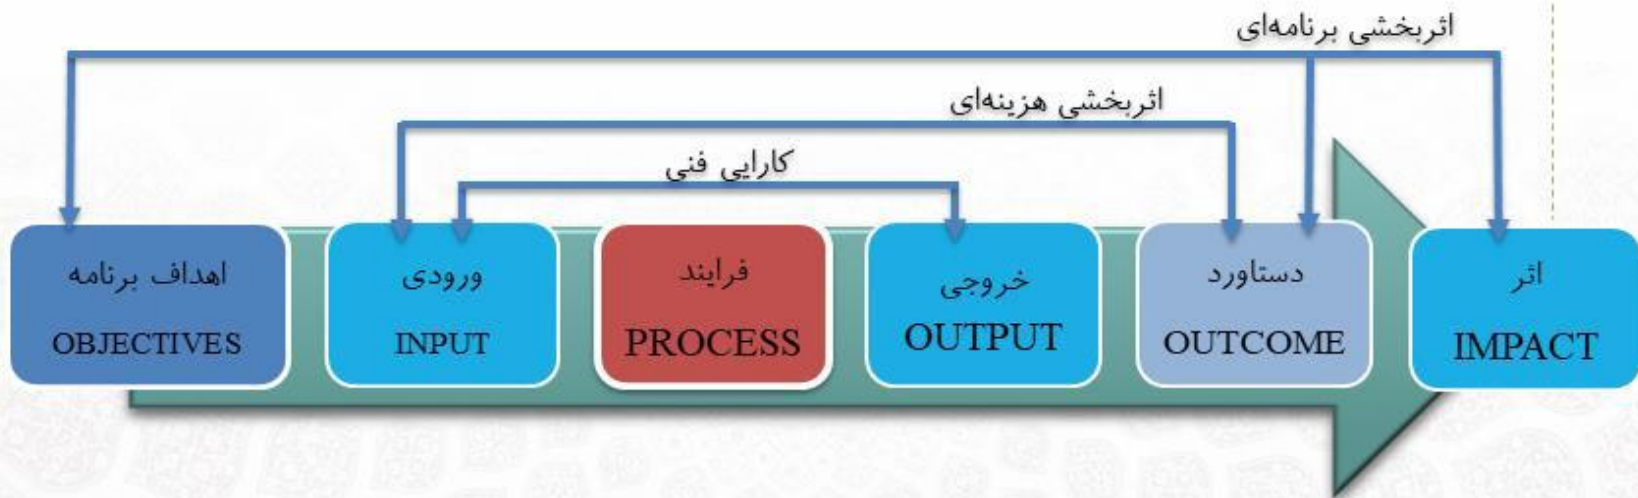 اثربخشی برنامه‌ای
اثربخشی هزینه‌ای
کارایی فنی
اهداف برنامه
OBJECTIVES
ورودی
INPUT
فرایند
PROCESS
خروجی
OUTPUT
دستاورد
OUTCOME
اثر
IMPACT